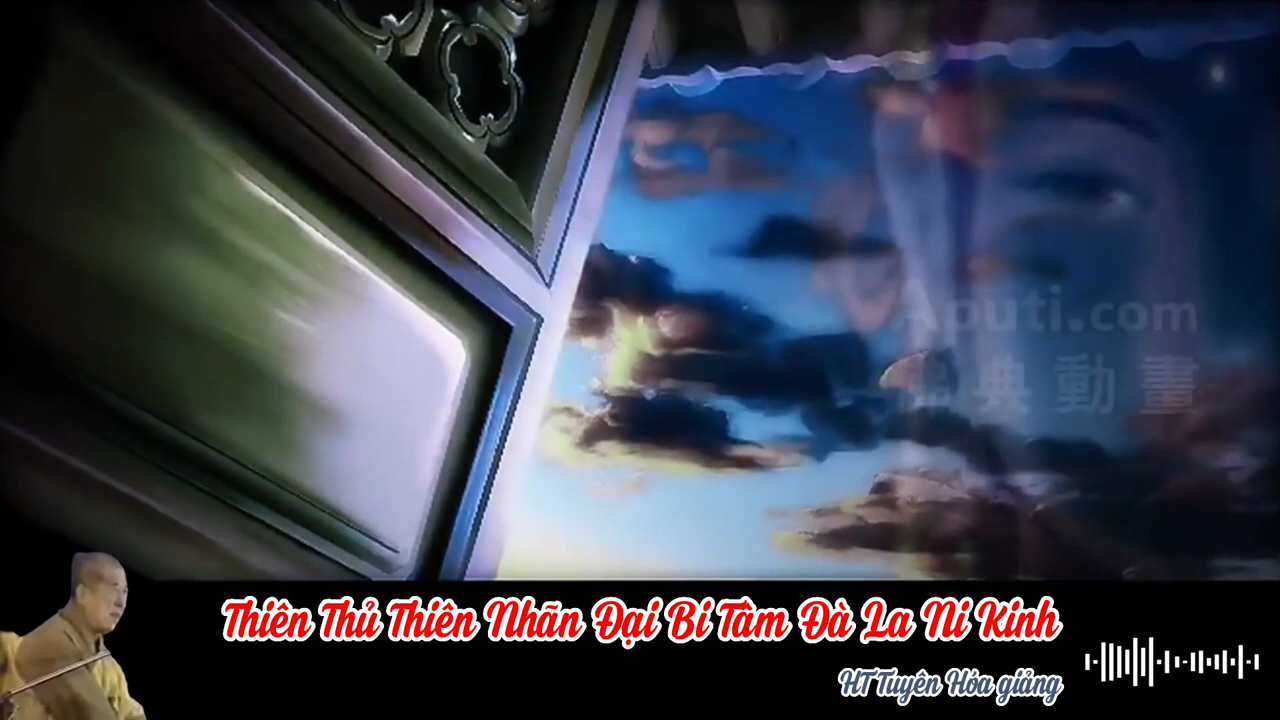 Aputi.com
佛典動畫
Thiên Thủ Thiên Nhãn Đại Bi Tâm Đà La Ni Kinh
HT Tuyên Hóa giảng